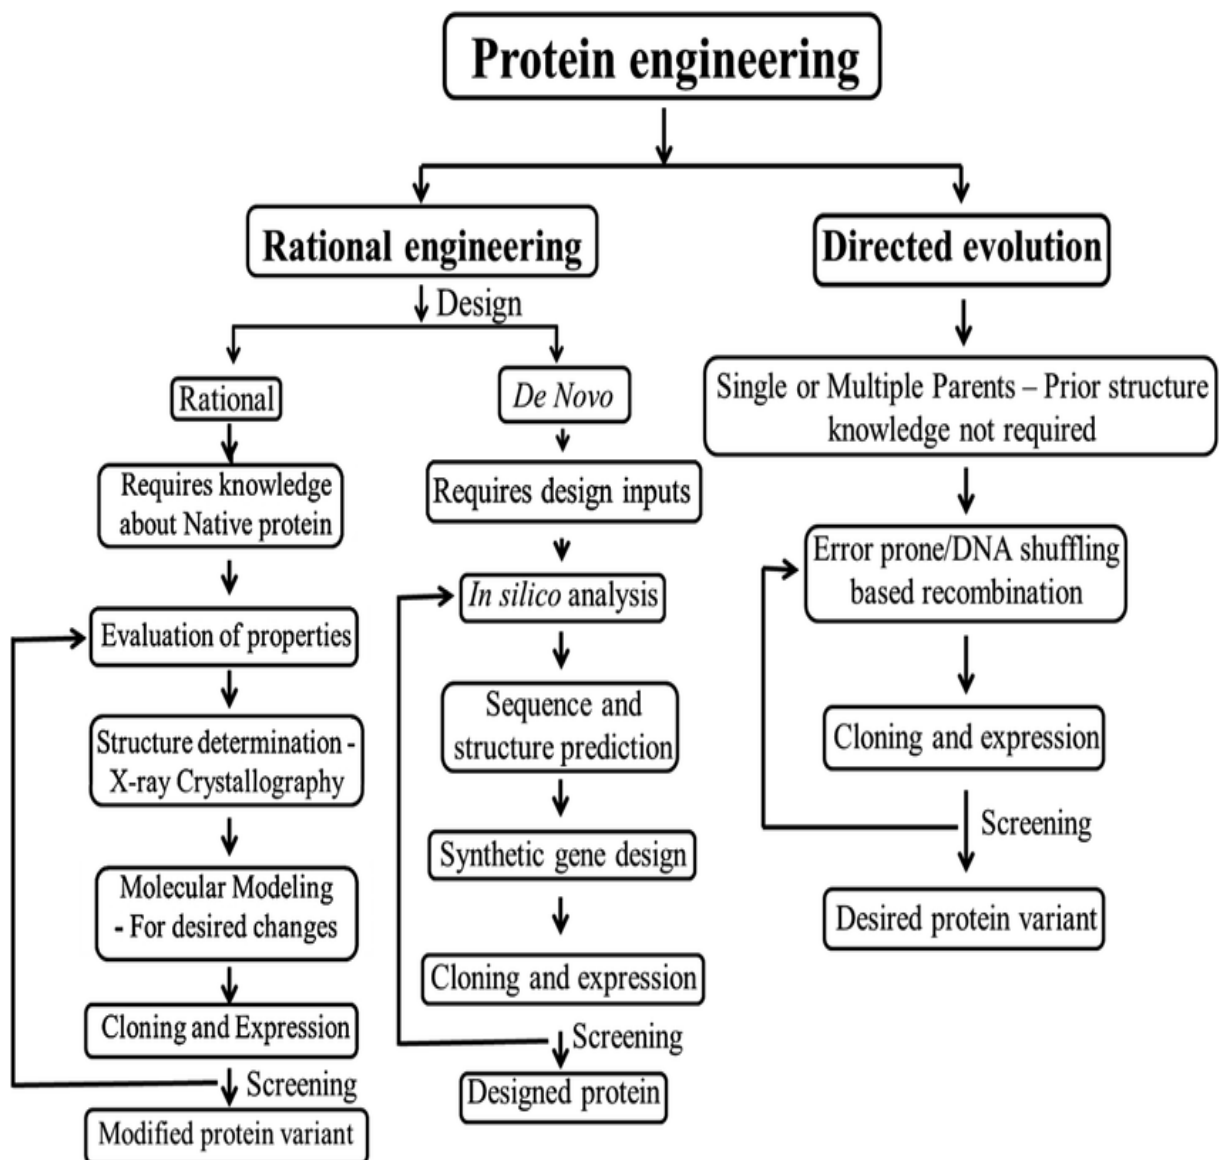 Protein engineering
Rational engineering
Directed evolution
Design
Rational
De Novo
Single or Multiple Parents – Prior structure
knowledge not required
Requires knowledge
about Native protein
Requires design inputs
Error prone/DNA shuffling
based recombination
Evaluation of properties
In silico analysis
Structure determination -
X-ray Crystallography
Sequence and
structure prediction
Cloning and expression
Molecular Modeling
- For desired changes
Synthetic gene design
Screening
Desired protein variant
Cloning and Expression
Cloning and expression
Screening
Screening
Modified protein variant
Designed protein